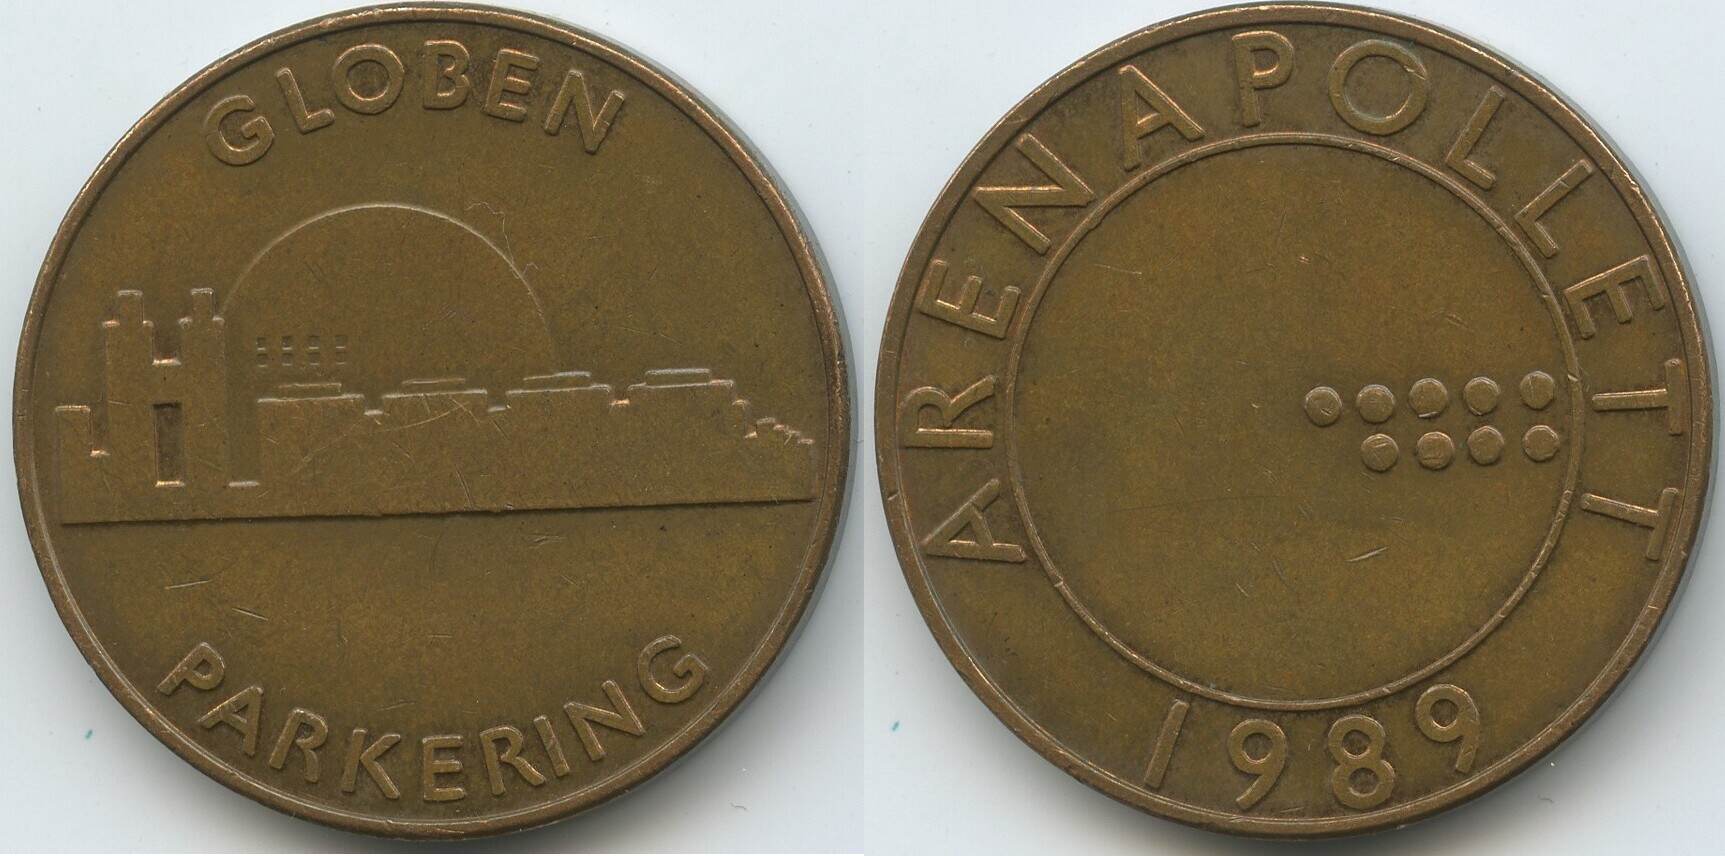 GLOBEN
PARKERING
ARENAPOLLETT
1989